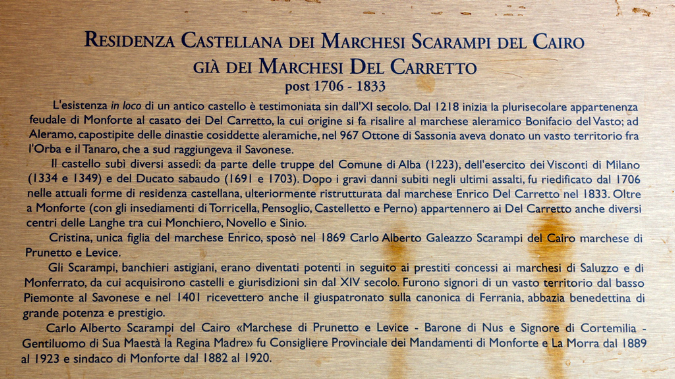 RESIDENZA CASTELLANA DEI MARCHESI SCARAMPI DEL CAIRO
GIÀ DEI MARCHESI DEL CARRETTO
post 1706 - 1833
L'esistenza in loco di un antico castello è testimoniata sin dall'XI secolo. Dal 1218 inizia la plurisecolare appartenenza
feudale di Monforte al casato dei Del Carretto, la cui origine si fa risalire al marchese aleramico Bonifacio del Vasto; ad
Aleramo, capostipite delle dinastie cosiddette aleramiche, nel 967 Ottone di Sassonia aveva donato un vasto territorio fra
l'Orba e il Tanaro, che a sud raggiungeva il Savonese.
Il castello subì diversi assedi: da parte delle truppe del Comune di Alba (1223), dell'esercito dei Visconti di Milano
(1334 e 1349) e del Ducato sabaudo (1691 e 1703). Dopo i gravi danni subiti negli ultimi assalti, fu riedificato dal 1706
nelle attuali forme di residenza castellana, ulteriormente ristrutturata dal marchese Enrico Del Carretto nel 1833. Oltre
a Monforte (con gli insediamenti di Torricella, Pensoglio, Castelletto e Perno) appartennero ai Del Carretto anche diversi
centri delle Langhe tra cui Monchiero, Novello e Sinio.
Cristina, unica figlia del marchese Enrico, sposò nel 1869 Carlo Alberto Galeazzo Scarampi del Cairo marchese di
Prunetto e Levice.
Gli Scarampi, banchieri astigiani, erano diventati potenti in seguito ai prestiti concessi ai marchesi di Saluzzo e di
Monferrato, da cui acquisirono castelli e giurisdizioni sin dal XIV secolo. Furono signori di un vasto territorio dal basso
Piemonte al Savonese e nel 1401 ricevettero anche il giuspatronato sulla canonica di Ferrania, abbazia benedettina di
grande potenza e prestigio.
Carlo Alberto Scarampi del Cairo «Marchese di Prunetto e Levice - Barone di Nus e Signore di Cortemilia -
Gentiluomo di Sua Maestà la Regina Madre» fu Consigliere Provinciale dei Mandamenti di Monforte e La Morra dal 1889
al 1923 e sindaco di Monforte dal 1882 al 1920.